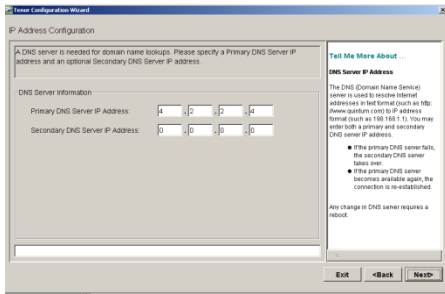 Tenor Configuration Wizard
IP Address Configuration
A DNS server is needed for domain name lookups. Please specify a Primary DNS Server IP
address and an optional Secondary DNS Server IP address.
DNS Server Information
Primary DNS Server IP Address: 4 . 2 . 2 . 4
Secondary DNS Server IP Address: 0 . 0 . 0 . 0
Tell Me More About ...
DNS Server IP Address
The DNS (Domain Name Service)
server is used to resolve Internet
addresses in text format (such as http:
//www.quintum.com) to IP address
format (such as 198.168.1.1). You may
enter both a primary and secondary
DNS server IP address.
● If the primary DNS server fails,
the secondary DNS server
takes over.
● If the primary DNS server
becomes available again, the
connection is re-established.
Any change in DNS server requires a
reboot.
Exit <Back Next>